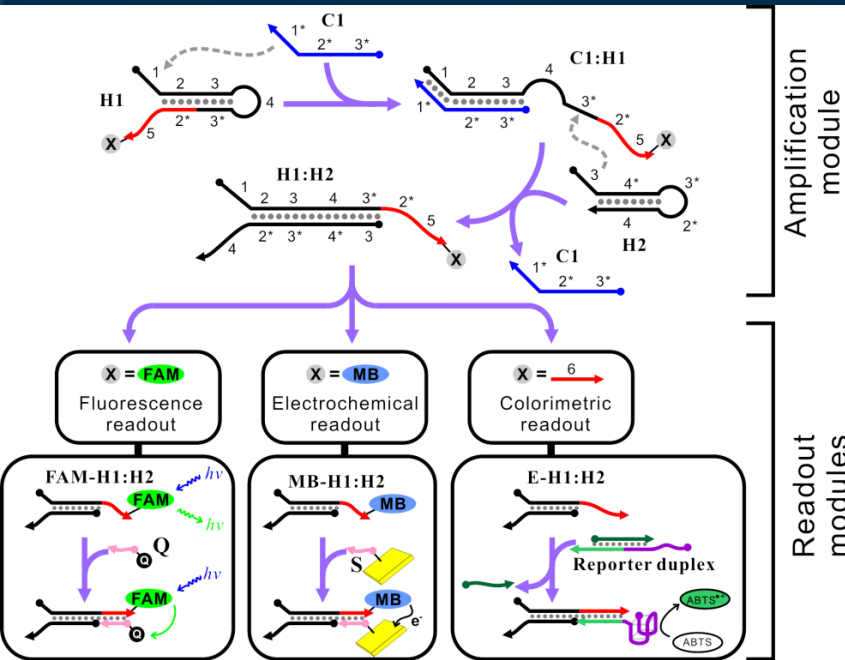 C1
1*
2*
3*
H1
1
2
3
4
2*
3*
5
X
C1:H1
1
2
3
4
1*
2*
3*
3*
2*
5
X
H1:H2
1
2
3
4
3*
2*
5
X
4
2*
3*
4*
3
3
4*
3*
4
2*
H2
C1
1*
2*
3*
Amplification
module
X = FAM
Fluorescence
readout
X = MB
Electrochemical
readout
X = 6
Colorimetric
readout
FAM-H1:H2
FAM
hv
hv
Q
Q
FAM
hv
Q
MB-H1:H2
MB
S
MB
e-
E-H1:H2
Reporter duplex
ABTS•+
ABTS
Readout
modules